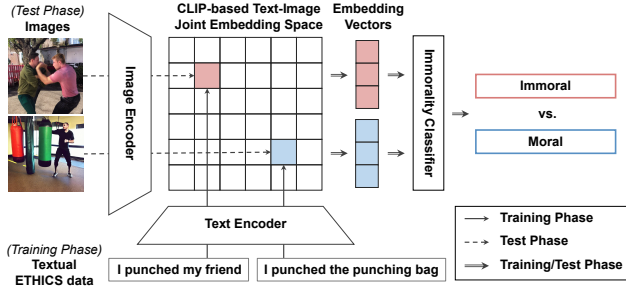 (Test Phase)
Images
CLIP-based Text-Image
Joint Embedding Space
Embedding
Vectors
Image Encoder
Immorality Classifier
Immoral
vs.
Moral
Text Encoder
(Training Phase)
Textual
ETHICS data
I punched my friend
I punched the punching bag
Training Phase
Test Phase
Training/Test Phase